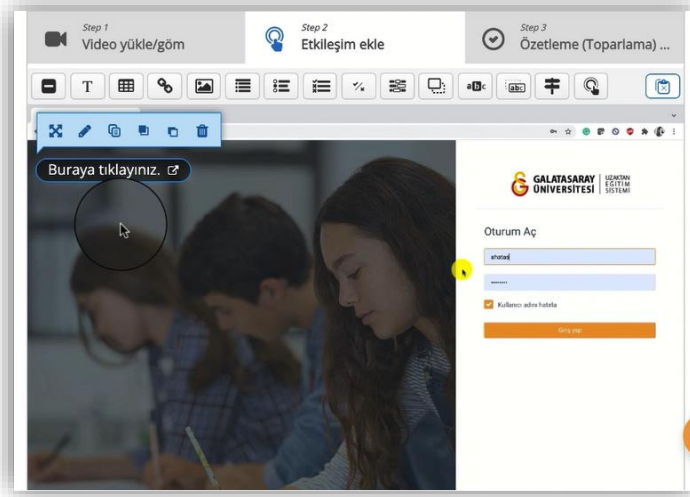 Step 1
Video yükle/göm
Step 2
Etkileşim ekle
Step 3
Özetleme (Toparlama) ...
T
a b c
abc
Buraya tıklayınız.
GALATASARAY
ÜNİVERSİTESİ
UZAKTAN
EĞİTİM
SİSTEMİ
Oturum Aç
Kullanıcı adını hatırla
Giriş yap